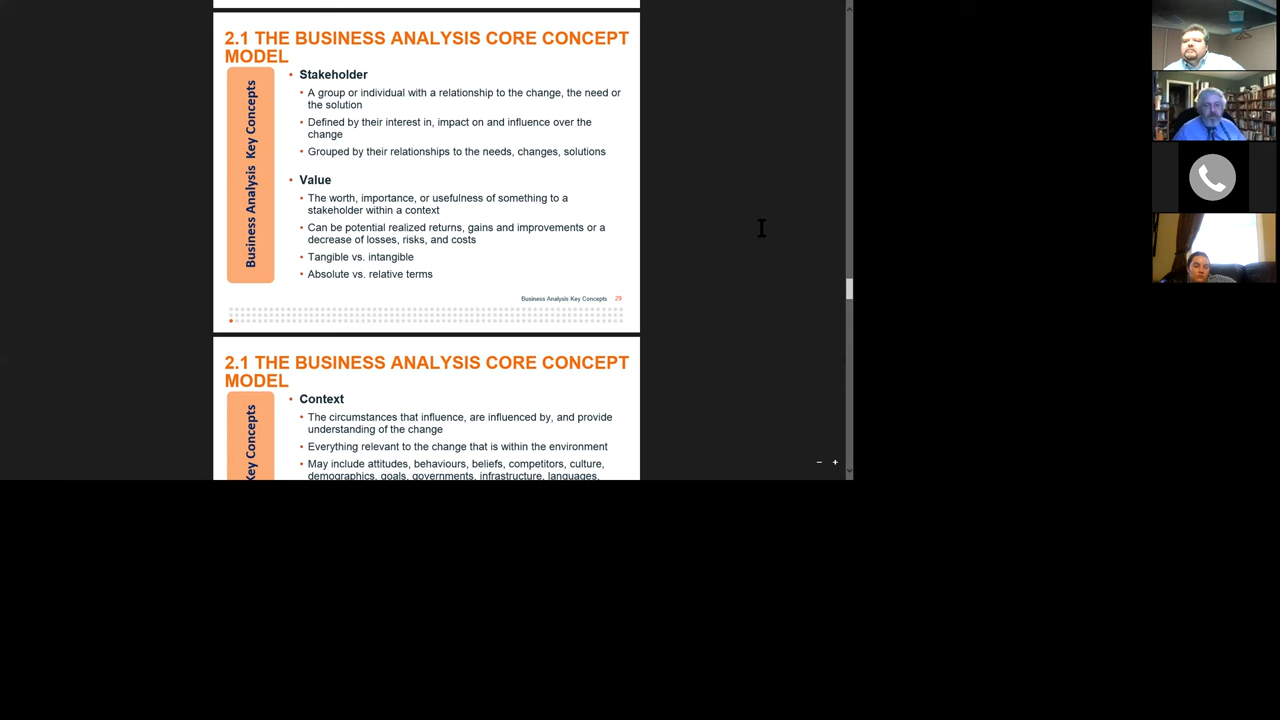 2.1 THE BUSINESS ANALYSIS CORE CONCEPT
MODEL
Business Analysis Key Concepts
• Stakeholder
• A group or individual with a relationship to the change, the need or
the solution
• Defined by their interest in, impact on and influence over the
change
• Grouped by their relationships to the needs, changes, solutions
• Value
• The worth, importance, or usefulness of something to a
stakeholder within a context
• Can be potential realized returns, gains and improvements or a
decrease of losses, risks, and costs
• Tangible vs. intangible
• Absolute vs. relative terms
Business Analysis Key Concepts 29
2.1 THE BUSINESS ANALYSIS CORE CONCEPT
MODEL
Key Concepts
• Context
• The circumstances that influence, are influenced by, and provide
understanding of the change
• Everything relevant to the change that is within the environment
• May include attitudes, behaviours, beliefs, competitors, culture,
demographics, goals, governments, infrastructure, languages,